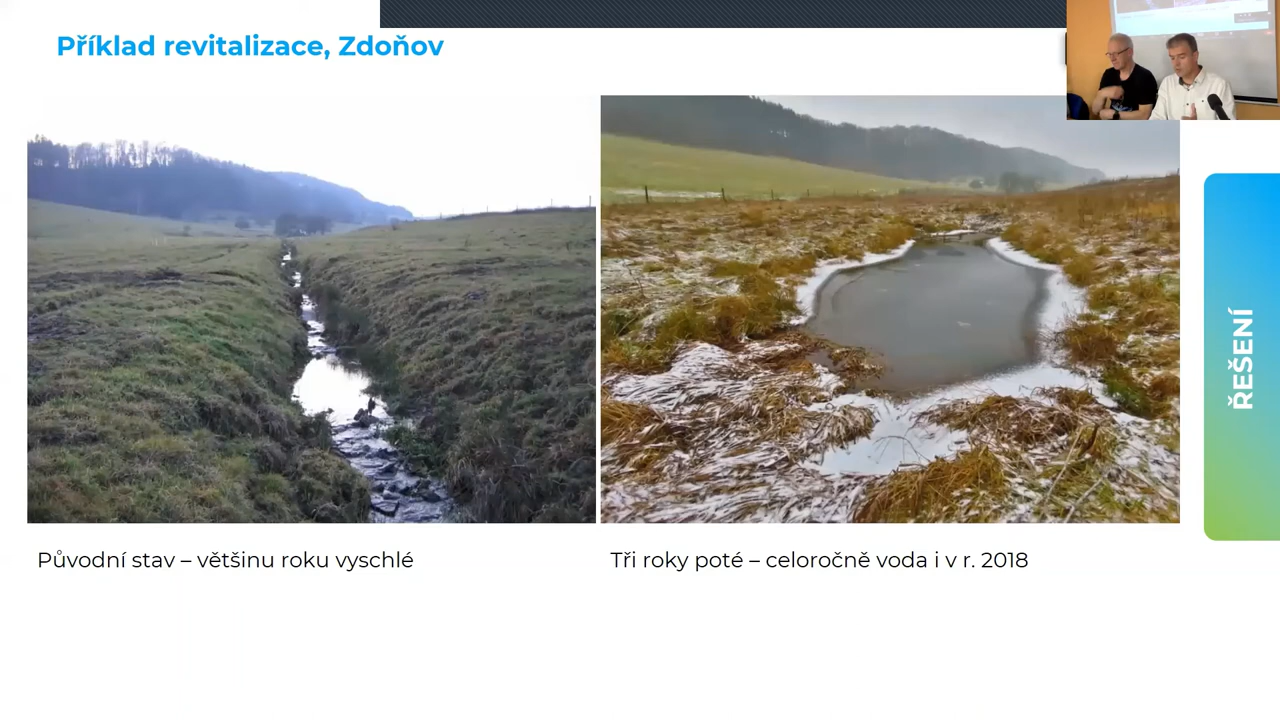 Příklad revitalizace, Zdoňov
ŘEŠENÍ
Původní stav – většinu roku vyschlé
Tři roky poté – celoročně voda i v r. 2018